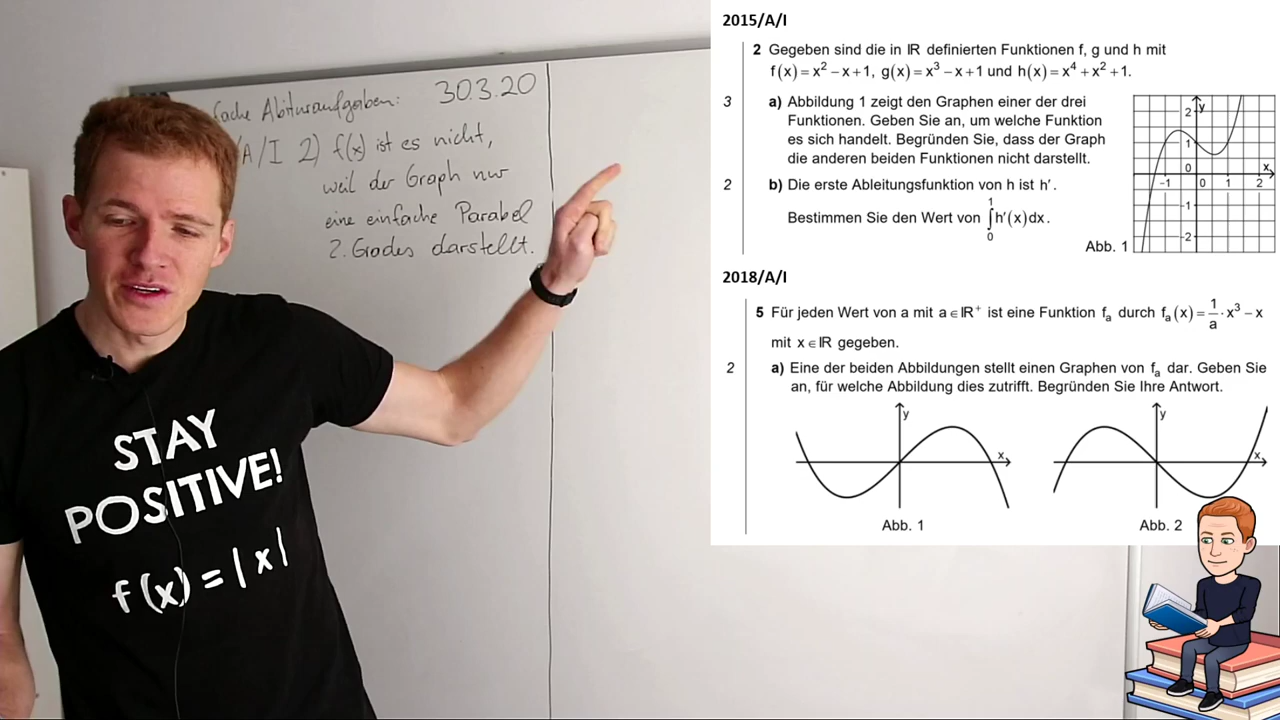 fache Abituraufgaben: 30.3.20
A/I 2) f(x) ist es nicht,
weil der Graph nur
eine einfache Parabel
2. Grades darstellt.
STAY
POSITIVE!
f(x)=|x|
2015/A/I
2 Gegeben sind die in IR definierten Funktionen f, g und h mit
f(x)=x²−x+1, g(x)=x³−x+1 und h(x)=x⁴+x²+1.
3 a) Abbildung 1 zeigt den Graphen einer der drei
Funktionen. Geben Sie an, um welche Funktion
es sich handelt. Begründen Sie, dass der Graph
die anderen beiden Funktionen nicht darstellt.
2 b) Die erste Ableitungsfunktion von h ist h′.
Bestimmen Sie den Wert von ∫₀¹h′(x)dx.
y
2
1
0 x
−1 0 1 2
−1
−2
Abb. 1
2018/A/I
5 Für jeden Wert von a mit a∈IR⁺ ist eine Funktion fₐ durch fₐ(x)=1/a·x³−x
mit x∈IR gegeben.
2 a) Eine der beiden Abbildungen stellt einen Graphen von fₐ dar. Geben Sie
an, für welche Abbildung dies zutrifft. Begründen Sie Ihre Antwort.
y y
x x
Abb. 1 Abb. 2